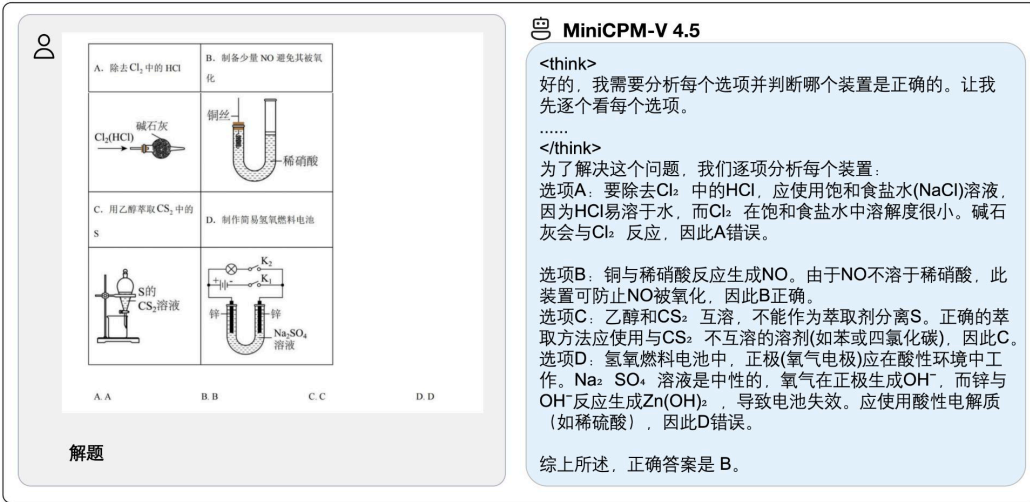 A. 除去Cl₂中的 HCl
B. 制备少量 NO 避免其被氧
化
Cl₂(HCl)
碱石灰
铜丝
稀硝酸
C. 用乙醇萃取CS₂中的
S
D. 制作简易氢氧燃料电池
S的
CS₂溶液
K₂
K₁
+
-
锌
锌
Na₂SO₄
溶液
A. A
B. B
C. C
D. D
解题
MiniCPM-V 4.5
<think>
好的，我需要分析每个选项并判断哪个装置是正确的。让我
先逐个看每个选项。
......
</think>
为了解决这个问题，我们逐项分析每个装置：
选项A：要除去Cl₂ 中的HCl，应使用饱和食盐水(NaCl)溶液，
因为HCl易溶于水，而Cl₂ 在饱和食盐水中溶解度很小。碱石
灰会与Cl₂ 反应，因此A错误。
选项B：铜与稀硝酸反应生成NO。由于NO不溶于稀硝酸，此
装置可防止NO被氧化，因此B正确。
选项C：乙醇和CS₂ 互溶，不能作为萃取剂分离S。正确的萃
取方法应使用与CS₂ 不互溶的溶剂(如苯或四氯化碳)，因此C。
选项D：氢氧燃料电池中，正极(氧气电极)应在酸性环境中工
作。Na₂ SO₄ 溶液是中性的，氧气在正极生成OH⁻，而锌与
OH⁻反应生成Zn(OH)₂ ，导致电池失效。应使用酸性电解质
（如稀硫酸），因此D错误。
综上所述，正确答案是 B。